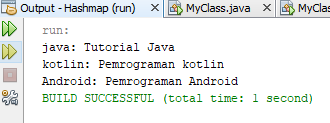 Output - Hashmap (run) MyClass.java MyClas
run:
java: Tutorial Java
kotlin: Pemrograman kotlin
Android: Pemrograman Android
BUILD SUCCESSFUL (total time: 1 second)